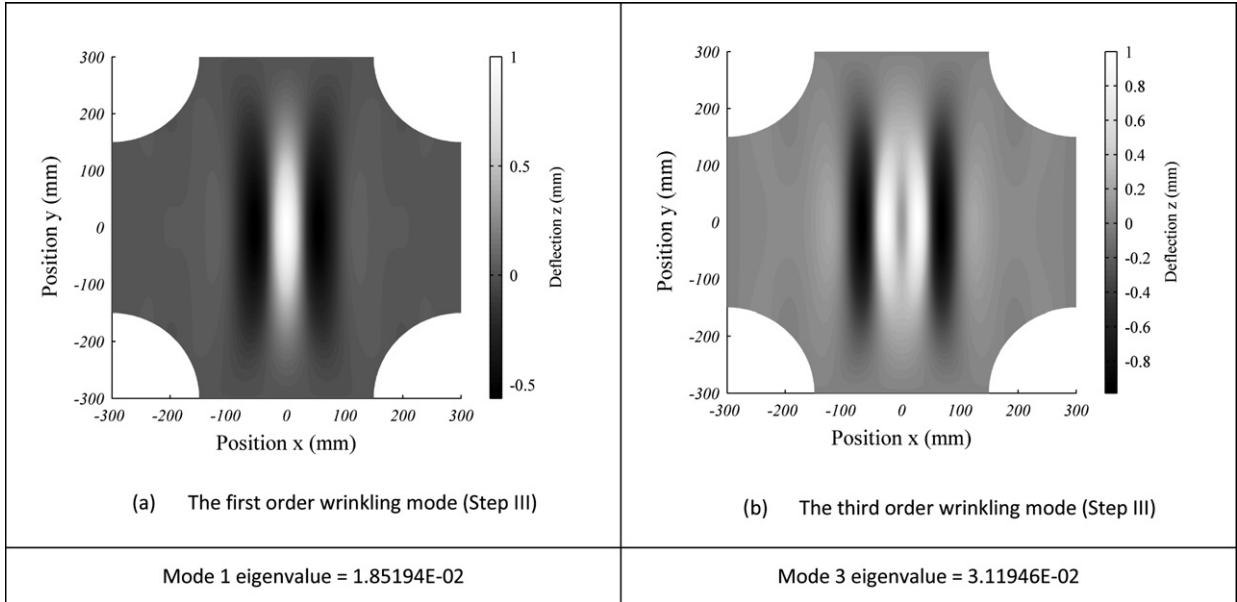 300
200
100
0
-100
-200
-300
Position y (mm)
-300 -200 -100 0 100 200 300
Position x (mm)
1
0.5
0
-0.5
Deflection z (mm)
(a) The first order wrinkling mode (Step III)
Mode 1 eigenvalue = 1.85194E-02
300
200
100
0
-100
-200
-300
Position y (mm)
-300 -200 -100 0 100 200 300
Position x (mm)
1
0.8
0.6
0.4
0.2
0
-0.2
-0.4
-0.6
-0.8
Deflection z (mm)
(b) The third order wrinkling mode (Step III)
Mode 3 eigenvalue = 3.11946E-02